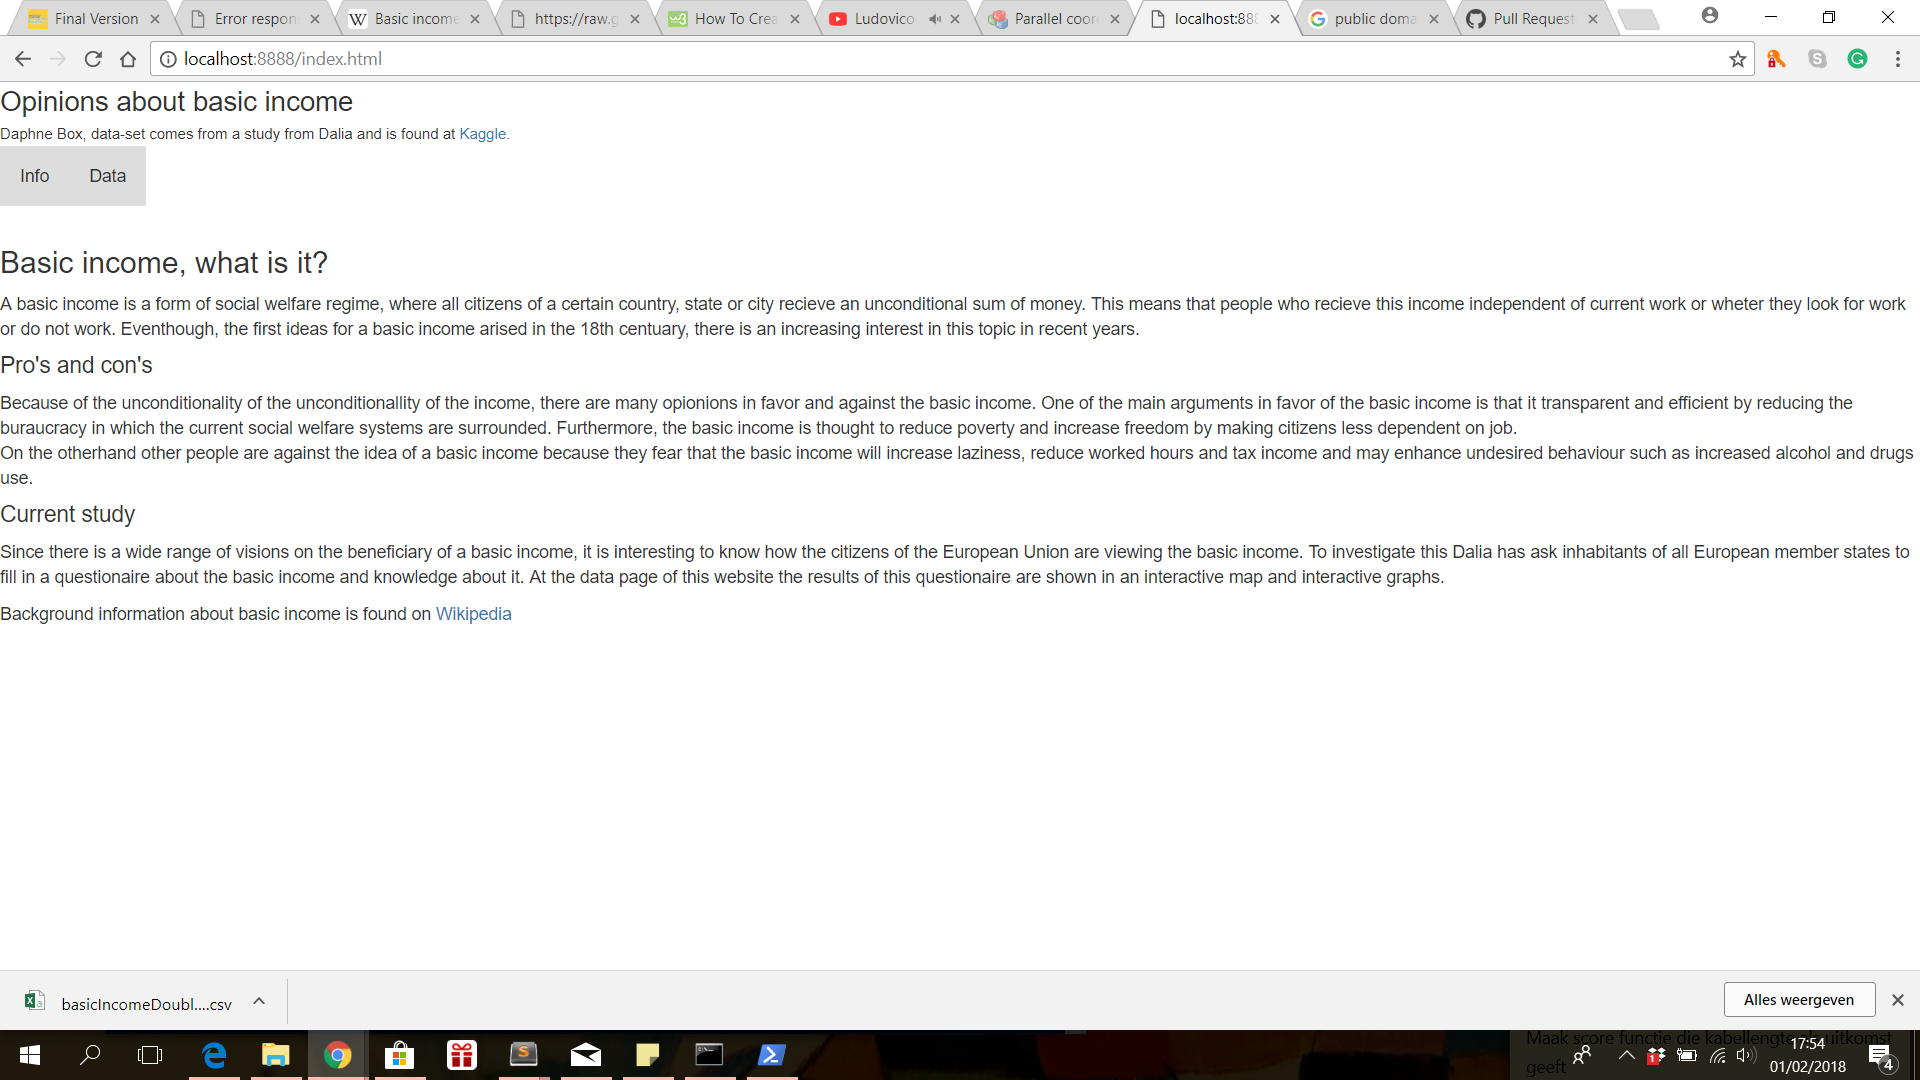 Final Version
Error respon
Basic income
https://raw.g
How To Crea
Ludovico
Parallel coor
localhost:888
public doma
Pull Request
localhost:8888/index.html
Opinions about basic income
Daphne Box, data-set comes from a study from Dalia and is found at Kaggle.
Info Data
Basic income, what is it?
A basic income is a form of social welfare regime, where all citizens of a certain country, state or city recieve an unconditional sum of money. This means that people who recieve this income independent of current work or wheter they look for work
or do not work. Eventhough, the first ideas for a basic income arised in the 18th centuary, there is an increasing interest in this topic in recent years.
Pro's and con's
Because of the unconditionality of the unconditionallity of the income, there are many opionions in favor and against the basic income. One of the main arguments in favor of the basic income is that it transparent and efficient by reducing the
buraucracy in which the current social welfare systems are surrounded. Furthermore, the basic income is thought to reduce poverty and increase freedom by making citizens less dependent on job.
On the otherhand other people are against the idea of a basic income because they fear that the basic income will increase laziness, reduce worked hours and tax income and may enhance undesired behaviour such as increased alcohol and drugs
use.
Current study
Since there is a wide range of visions on the beneficiary of a basic income, it is interesting to know how the citizens of the European Union are viewing the basic income. To investigate this Dalia has ask inhabitants of all European member states to
fill in a questionaire about the basic income and knowledge about it. At the data page of this website the results of this questionaire are shown in an interactive map and interactive graphs.
Background information about basic income is found on Wikipedia
basicIncomeDoubl....csv
Alles weergeven
Maak score functie die kabellengte als uitkomst
geeft
17:54
01/02/2018
4